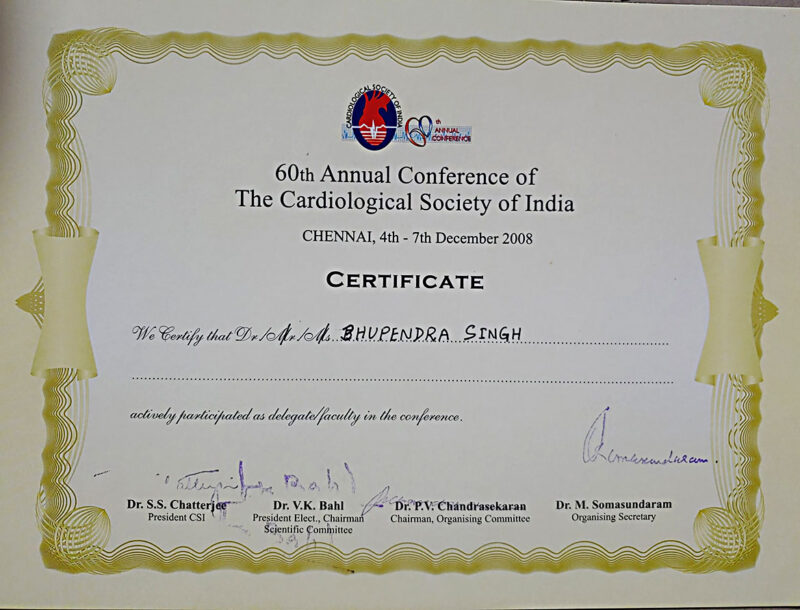 CARDIOLOGICAL SOCIETY OF INDIA
60th ANNUAL CONFERENCE
60th Annual Conference of
The Cardiological Society of India
CHENNAI, 4th - 7th December 2008
CERTIFICATE
We Certify that Dr./Mr./Ms. BHUPENDRA SINGH
actively participated as delegate/faculty in the conference.
Dr. S.S. Chatterjee Dr. V.K. Bahl Dr. P.V. Chandrasekaran Dr. M. Somasundaram
President CSI President Elect., Chairman Chairman, Organising Committee Organising Secretary
Scientific Committee